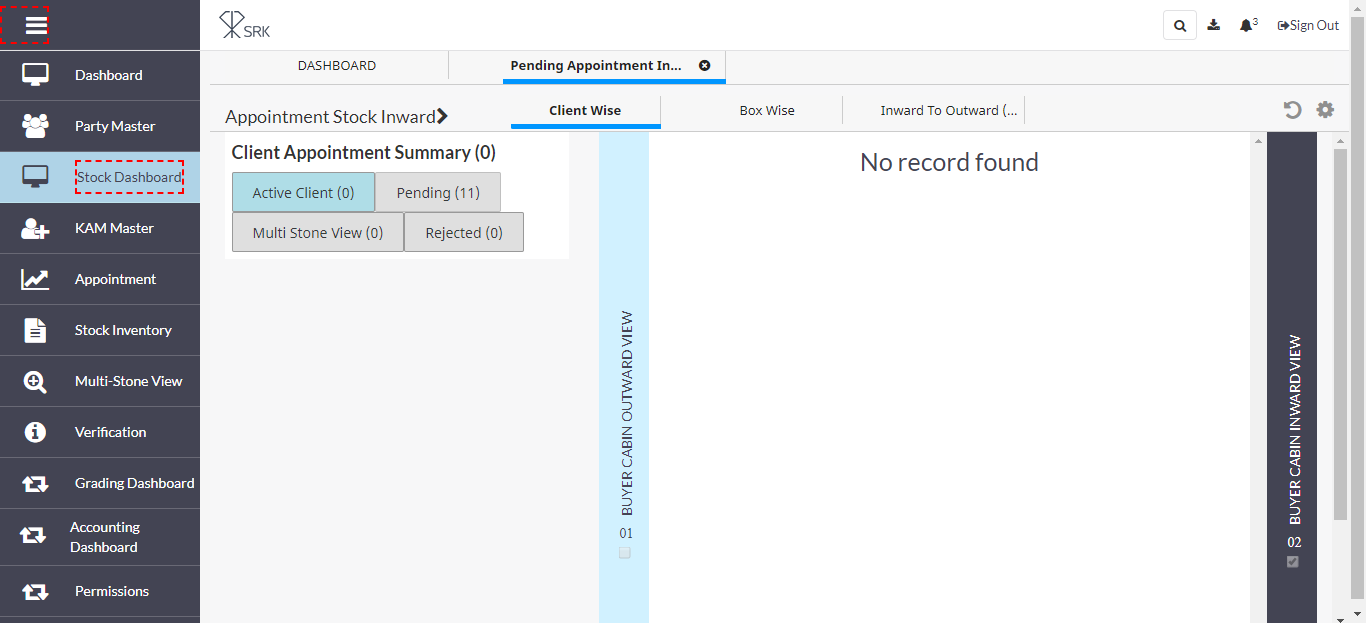 SRK
3
Sign Out
Dashboard
Party Master
Stock Dashboard
KAM Master
Appointment
Stock Inventory
Multi-Stone View
Verification
Grading Dashboard
Accounting
Dashboard
Permissions
DASHBOARD
Pending Appointment In...
Appointment Stock Inward
Client Wise
Box Wise
Inward To Outward (...
Client Appointment Summary (0)
Active Client (0)
Pending (11)
Multi Stone View (0)
Rejected (0)
01 BUYER CABIN OUTWARD VIEW
No record found
02 BUYER CABIN INWARD VIEW